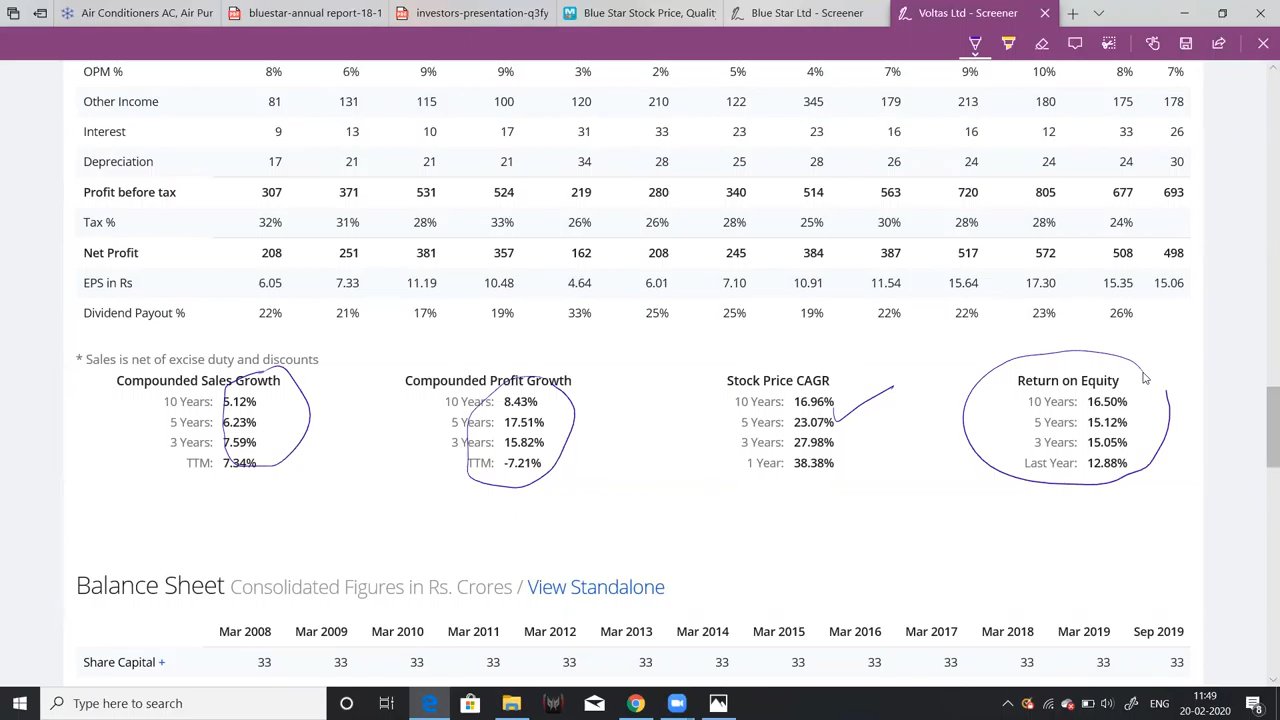 Air Conditioners AC, Air Pur
bluestar-annual report-18-1
investors-presentation-q3fy
Blue Star Stock Price, Quality
Blue Star Ltd - Screener
Voltas Ltd - Screener
OPM % 8% 6% 9% 9% 3% 2% 5% 4% 7% 9% 10% 8% 7%
Other Income 81 131 115 100 120 210 122 345 179 213 180 175 178
Interest 9 13 10 17 31 33 23 23 16 16 12 33 26
Depreciation 17 21 21 21 34 28 25 28 26 24 24 24 30
Profit before tax 307 371 531 524 219 280 340 514 563 720 805 677 693
Tax % 32% 31% 28% 33% 26% 26% 28% 25% 30% 28% 28% 24%
Net Profit 208 251 381 357 162 208 245 384 387 517 572 508 498
EPS in Rs 6.05 7.33 11.19 10.48 4.64 6.01 7.10 10.91 11.54 15.64 17.30 15.35 15.06
Dividend Payout % 22% 21% 17% 19% 33% 25% 25% 19% 22% 22% 23% 26%
* Sales is net of excise duty and discounts
Compounded Sales Growth
10 Years: 5.12%
5 Years: 6.23%
3 Years: 7.59%
TTM: 7.34%
Compounded Profit Growth
10 Years: 8.43%
5 Years: 17.51%
3 Years: 15.82%
TTM: -7.21%
Stock Price CAGR
10 Years: 16.96%
5 Years: 23.07%
3 Years: 27.98%
1 Year: 38.38%
Return on Equity
10 Years: 16.50%
5 Years: 15.12%
3 Years: 15.05%
Last Year: 12.88%
Balance Sheet Consolidated Figures in Rs. Crores / View Standalone
Mar 2008 Mar 2009 Mar 2010 Mar 2011 Mar 2012 Mar 2013 Mar 2014 Mar 2015 Mar 2016 Mar 2017 Mar 2018 Mar 2019 Sep 2019
Share Capital + 33 33 33 33 33 33 33 33 33 33 33 33 33
Type here to search
ENG
11:49
20-02-2020
8